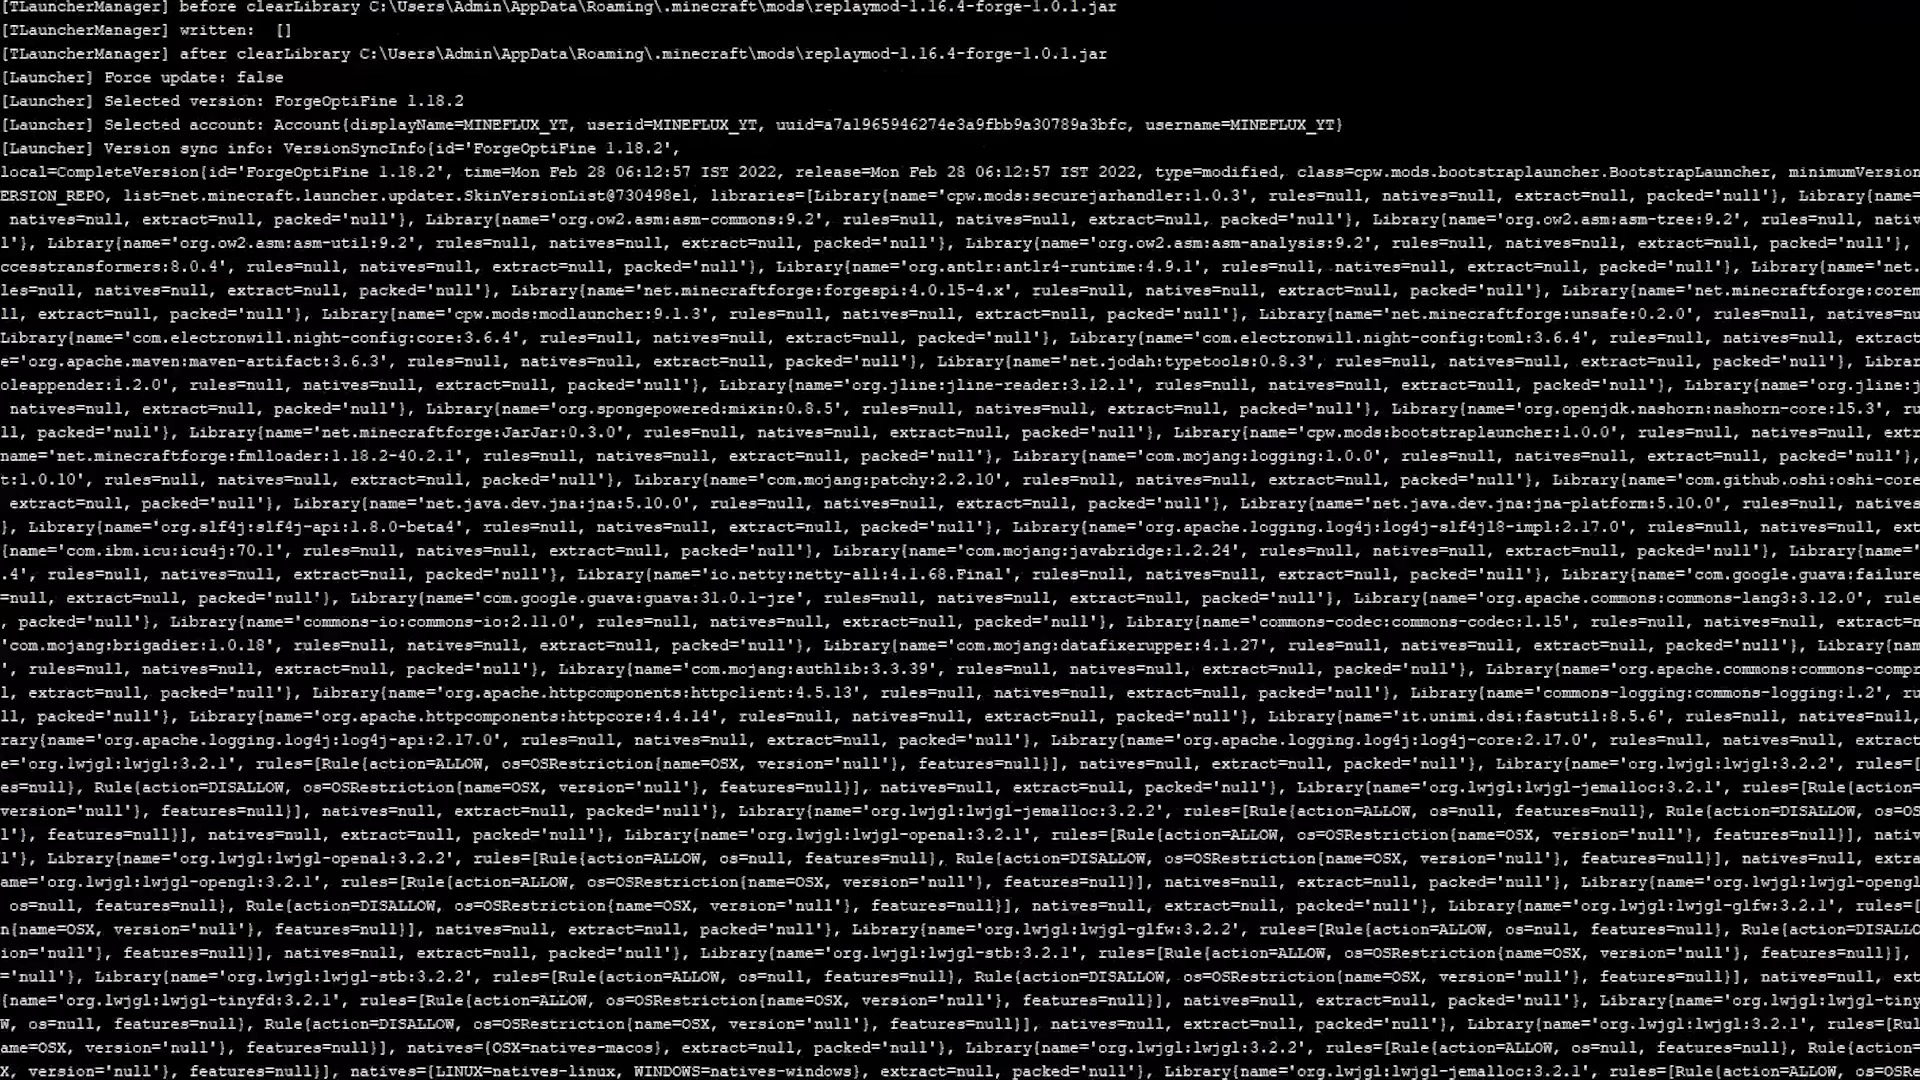 [TLauncherManager] before clearLibrary C:\Users\Admin\AppData\Roaming\.minecraft\mods\replaymod-1.16.4-forge-1.0.1.jar
[TLauncherManager] written:  []
[TLauncherManager] after clearLibrary C:\Users\Admin\AppData\Roaming\.minecraft\mods\replaymod-1.16.4-forge-1.0.1.jar
[Launcher] Force update: false
[Launcher] Selected version: ForgeOptiFine 1.18.2
[Launcher] Selected account: Account{displayName=MINEFLUX_YT, userid=MINEFLUX_YT, uuid=a7a1965946274e3a9fbb9a30789a3bfc, username=MINEFLUX_YT}
[Launcher] Version sync info: VersionSyncInfo{id='ForgeOptiFine 1.18.2',
local=CompleteVersion{id='ForgeOptiFine 1.18.2', time=Mon Feb 28 06:12:57 IST 2022, release=Mon Feb 28 06:12:57 IST 2022, type=modified, class=cpw.mods.bootstraplauncher.BootstrapLauncher, minimumVersion
ERSION_REPO, list=net.minecraft.launcher.updater.SkinVersionList@730498e1, libraries=[Library{name='cpw.mods:securejarhandler:1.0.3', rules=null, natives=null, extract=null, packed='null'}, Library{name=
natives=null, extract=null, packed='null'}, Library{name='org.ow2.asm:asm-commons:9.2', rules=null, natives=null, extract=null, packed='null'}, Library{name='org.ow2.asm:asm-tree:9.2', rules=null, nativ
l'}, Library{name='org.ow2.asm:asm-util:9.2', rules=null, natives=null, extract=null, packed='null'}, Library{name='org.ow2.asm:asm-analysis:9.2', rules=null, natives=null, extract=null, packed='null'},
ccesstransformers:8.0.4', rules=null, natives=null, extract=null, packed='null'}, Library{name='org.antlr:antlr4-runtime:4.9.1', rules=null, natives=null, extract=null, packed='null'}, Library{name='net.
les=null, natives=null, extract=null, packed='null'}, Library{name='net.minecraftforge:forgespi:4.0.15-4.x', rules=null, natives=null, extract=null, packed='null'}, Library{name='net.minecraftforge:corem
ll, extract=null, packed='null'}, Library{name='cpw.mods:modlauncher:9.1.3', rules=null, natives=null, extract=null, packed='null'}, Library{name='net.minecraftforge:unsafe:0.2.0', rules=null, natives=nu
Library{name='com.electronwill.night-config:core:3.6.4', rules=null, natives=null, extract=null, packed='null'}, Library{name='com.electronwill.night-config:toml:3.6.4', rules=null, natives=null, extract
e='org.apache.maven:maven-artifact:3.6.3', rules=null, natives=null, extract=null, packed='null'}, Library{name='net.jodah:typetools:0.8.3', rules=null, natives=null, extract=null, packed='null'}, Librar
oleappender:1.2.0', rules=null, natives=null, extract=null, packed='null'}, Library{name='org.jline:jline-reader:3.12.1', rules=null, natives=null, extract=null, packed='null'}, Library{name='org.jline:j
natives=null, extract=null, packed='null'}, Library{name='org.spongepowered:mixin:0.8.5', rules=null, natives=null, extract=null, packed='null'}, Library{name='org.openjdk.nashorn:nashorn-core:15.3', ru
ll, packed='null'}, Library{name='net.minecraftforge:JarJar:0.3.0', rules=null, natives=null, extract=null, packed='null'}, Library{name='cpw.mods:bootstraplauncher:1.0.0', rules=null, natives=null, extr
name='net.minecraftforge:fmlloader:1.18.2-40.2.1', rules=null, natives=null, extract=null, packed='null'}, Library{name='com.mojang:logging:1.0.0', rules=null, natives=null, extract=null, packed='null'},
t:1.0.10', rules=null, natives=null, extract=null, packed='null'}, Library{name='com.mojang:patchy:2.2.10', rules=null, natives=null, extract=null, packed='null'}, Library{name='com.github.oshi:oshi-core
extract=null, packed='null'}, Library{name='net.java.dev.jna:jna:5.10.0', rules=null, natives=null, extract=null, packed='null'}, Library{name='net.java.dev.jna:jna-platform:5.10.0', rules=null, natives=
}, Library{name='org.slf4j:slf4j-api:1.8.0-beta4', rules=null, natives=null, extract=null, packed='null'}, Library{name='org.apache.logging.log4j:log4j-slf4j18-impl:2.17.0', rules=null, natives=null, ext
{name='com.ibm.icu:icu4j:70.1', rules=null, natives=null, extract=null, packed='null'}, Library{name='com.mojang:javabridge:1.2.24', rules=null, natives=null, extract=null, packed='null'}, Library{name='
.4', rules=null, natives=null, extract=null, packed='null'}, Library{name='io.netty:netty-all:4.1.68.Final', rules=null, natives=null, extract=null, packed='null'}, Library{name='com.google.guava:failure
=null, extract=null, packed='null'}, Library{name='com.google.guava:guava:31.0.1-jre', rules=null, natives=null, extract=null, packed='null'}, Library{name='org.apache.commons:commons-lang3:3.12.0', rule
, packed='null'}, Library{name='commons-io:commons-io:2.11.0', rules=null, natives=null, extract=null, packed='null'}, Library{name='commons-codec:commons-codec:1.15', rules=null, natives=null, extract=n
'com.mojang:brigadier:1.0.18', rules=null, natives=null, extract=null, packed='null'}, Library{name='com.mojang:datafixerupper:4.1.27', rules=null, natives=null, extract=null, packed='null'}, Library{nam
', rules=null, natives=null, extract=null, packed='null'}, Library{name='com.mojang:authlib:3.3.39', rules=null, natives=null, extract=null, packed='null'}, Library{name='org.apache.commons:commons-compr
l, extract=null, packed='null'}, Library{name='org.apache.httpcomponents:httpclient:4.5.13', rules=null, natives=null, extract=null, packed='null'}, Library{name='commons-logging:commons-logging:1.2', ru
ll, packed='null'}, Library{name='org.apache.httpcomponents:httpcore:4.4.14', rules=null, natives=null, extract=null, packed='null'}, Library{name='it.unimi.dsi:fastutil:8.5.6', rules=null, natives=null,
rary{name='org.apache.logging.log4j:log4j-api:2.17.0', rules=null, natives=null, extract=null, packed='null'}, Library{name='org.apache.logging.log4j:log4j-core:2.17.0', rules=null, natives=null, extract
e='org.lwjgl:lwjgl:3.2.1', rules=[Rule{action=ALLOW, os=OSRestriction{name=OSX, version='null'}, features=null}], natives=null, extract=null, packed='null'}, Library{name='org.lwjgl:lwjgl:3.2.2', rules=[
es=null}, Rule{action=DISALLOW, os=OSRestriction{name=OSX, version='null'}, features=null}], natives=null, extract=null, packed='null'}, Library{name='org.lwjgl:lwjgl-jemalloc:3.2.1', rules=[Rule{action=
version='null'}, features=null}], natives=null, extract=null, packed='null'}, Library{name='org.lwjgl:lwjgl-jemalloc:3.2.2', rules=[Rule{action=ALLOW, os=null, features=null}, Rule{action=DISALLOW, os=OS
l'}, features=null}], natives=null, extract=null, packed='null'}, Library{name='org.lwjgl:lwjgl-openal:3.2.1', rules=[Rule{action=ALLOW, os=OSRestriction{name=OSX, version='null'}, features=null}], nativ
l'}, Library{name='org.lwjgl:lwjgl-openal:3.2.2', rules=[Rule{action=ALLOW, os=null, features=null}, Rule{action=DISALLOW, os=OSRestriction{name=OSX, version='null'}, features=null}], natives=null, extra
ame='org.lwjgl:lwjgl-opengl:3.2.1', rules=[Rule{action=ALLOW, os=OSRestriction{name=OSX, version='null'}, features=null}], natives=null, extract=null, packed='null'}, Library{name='org.lwjgl:lwjgl-opengl
os=null, features=null}, Rule{action=DISALLOW, os=OSRestriction{name=OSX, version='null'}, features=null}], natives=null, extract=null, packed='null'}, Library{name='org.lwjgl:lwjgl-glfw:3.2.1', rules=[
n{name=OSX, version='null'}, features=null}], natives=null, extract=null, packed='null'}, Library{name='org.lwjgl:lwjgl-glfw:3.2.2', rules=[Rule{action=ALLOW, os=null, features=null}, Rule{action=DISALLO
ion='null'}, features=null}], natives=null, extract=null, packed='null'}, Library{name='org.lwjgl:lwjgl-stb:3.2.1', rules=[Rule{action=ALLOW, os=OSRestriction{name=OSX, version='null'}, features=null}],
='null'}, Library{name='org.lwjgl:lwjgl-stb:3.2.2', rules=[Rule{action=ALLOW, os=null, features=null}, Rule{action=DISALLOW, os=OSRestriction{name=OSX, version='null'}, features=null}], natives=null, ext
{name='org.lwjgl:lwjgl-tinyfd:3.2.1', rules=[Rule{action=ALLOW, os=OSRestriction{name=OSX, version='null'}, features=null}], natives=null, extract=null, packed='null'}, Library{name='org.lwjgl:lwjgl-tiny
W, os=null, features=null}, Rule{action=DISALLOW, os=OSRestriction{name=OSX, version='null'}, features=null}], natives=null, extract=null, packed='null'}, Library{name='org.lwjgl:lwjgl:3.2.1', rules=[Rul
ame=OSX, version='null'}, features=null}], natives={OSX=natives-macos}, extract=null, packed='null'}, Library{name='org.lwjgl:lwjgl:3.2.2', rules=[Rule{action=ALLOW, os=null, features=null}, Rule{action=
X, version='null'}, features=null}], natives={LINUX=natives-linux, WINDOWS=natives-windows}, extract=null, packed='null'}, Library{name='org.lwjgl:lwjgl-jemalloc:3.2.1', rules=[Rule{action=ALLOW, os=OSRe